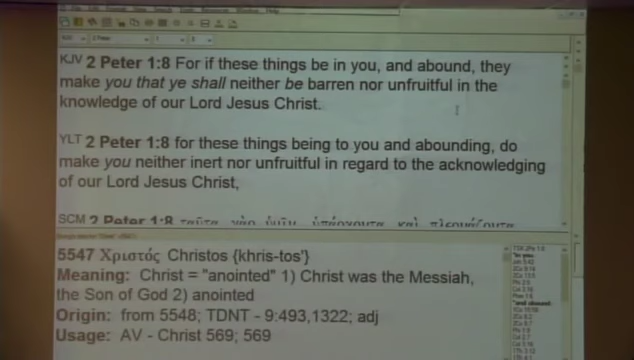 KJV 2 Peter 1:8 For if these things be in you, and abound, they
make you that ye shall neither be barren nor unfruitful in the
knowledge of our Lord Jesus Christ.
YLT 2 Peter 1:8 for these things being to you and abounding, do
make you neither inert nor unfruitful in regard to the acknowledging
of our Lord Jesus Christ,
SCM 2 Peter 1:8
5547 Χριστός Christos {khris-tos'}
Meaning: Christ = "anointed" 1) Christ was the Messiah,
the Son of God 2) anointed
Origin: from 5548; TDNT - 9:493,1322; adj
Usage: AV - Christ 569; 569